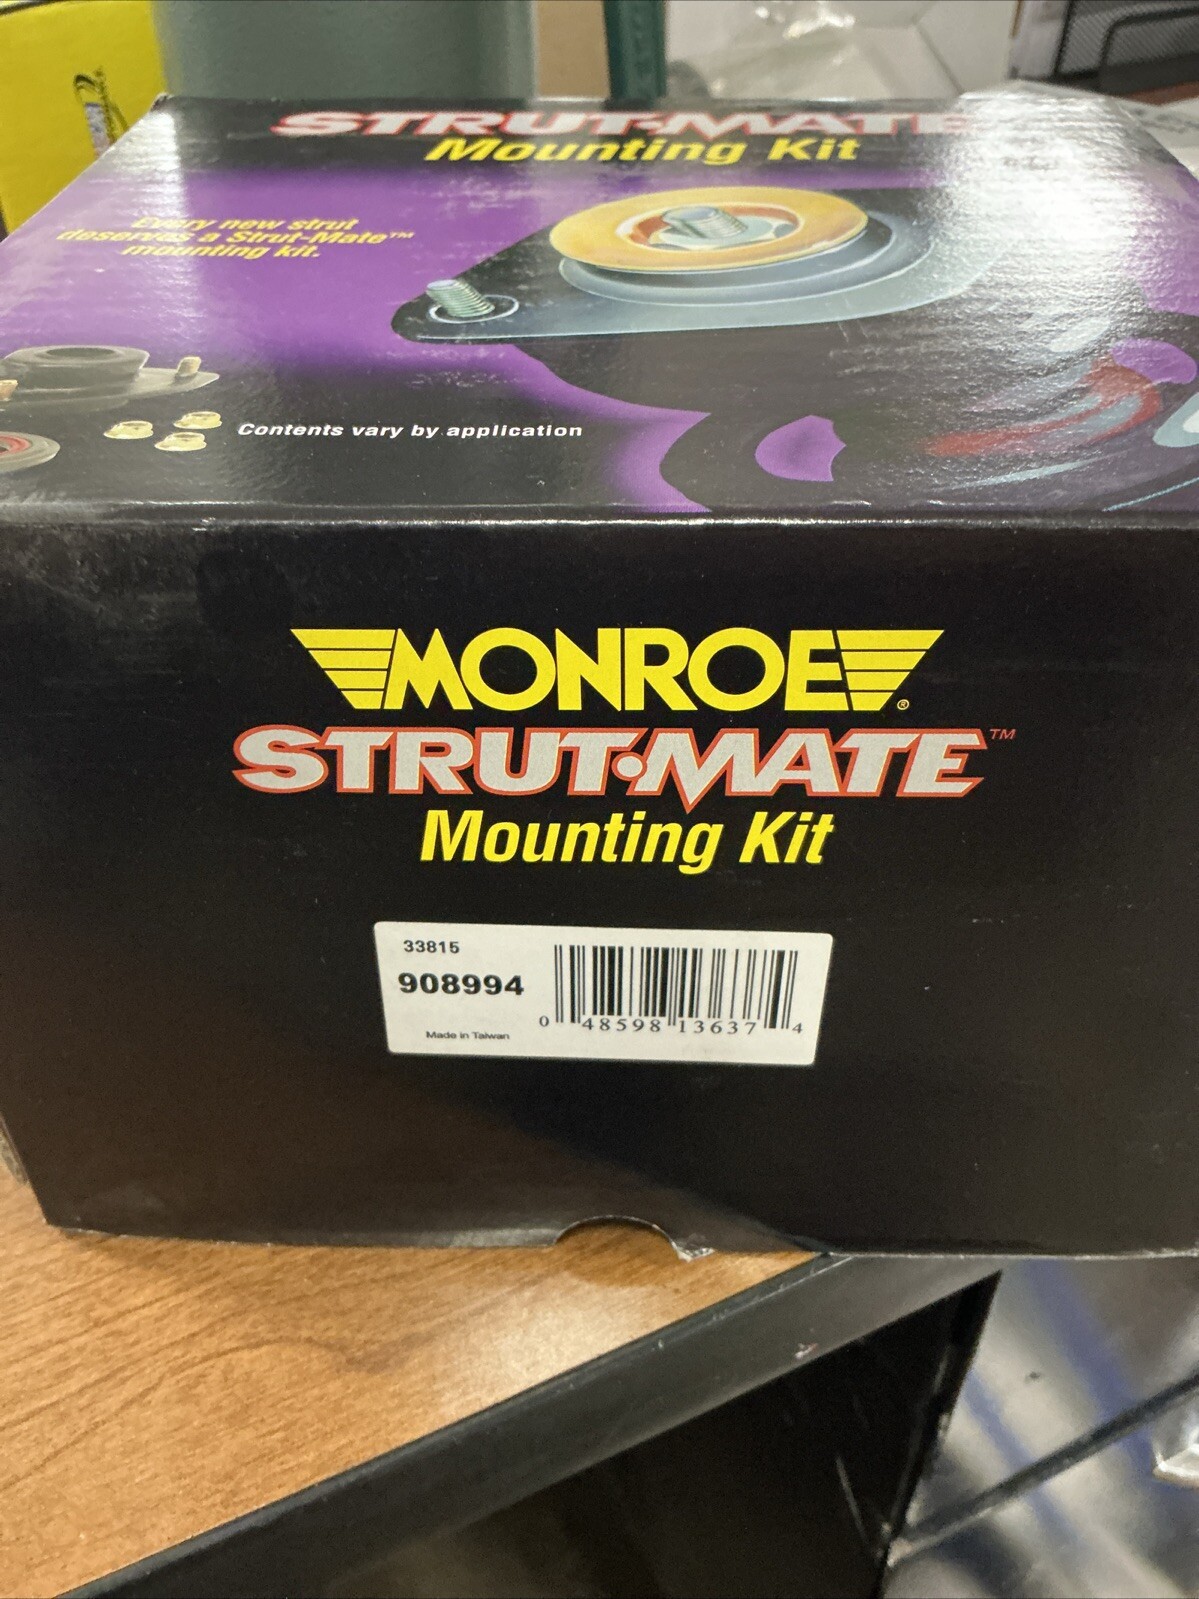 STRUT•MATE
Mounting Kit
Every new strut
deserves a Strut-Mate™
mounting kit.
Contents vary by application
MONROE®
STRUT•MATE™
Mounting Kit
33815
908994
Made in Taiwan
0 48598 13637 4